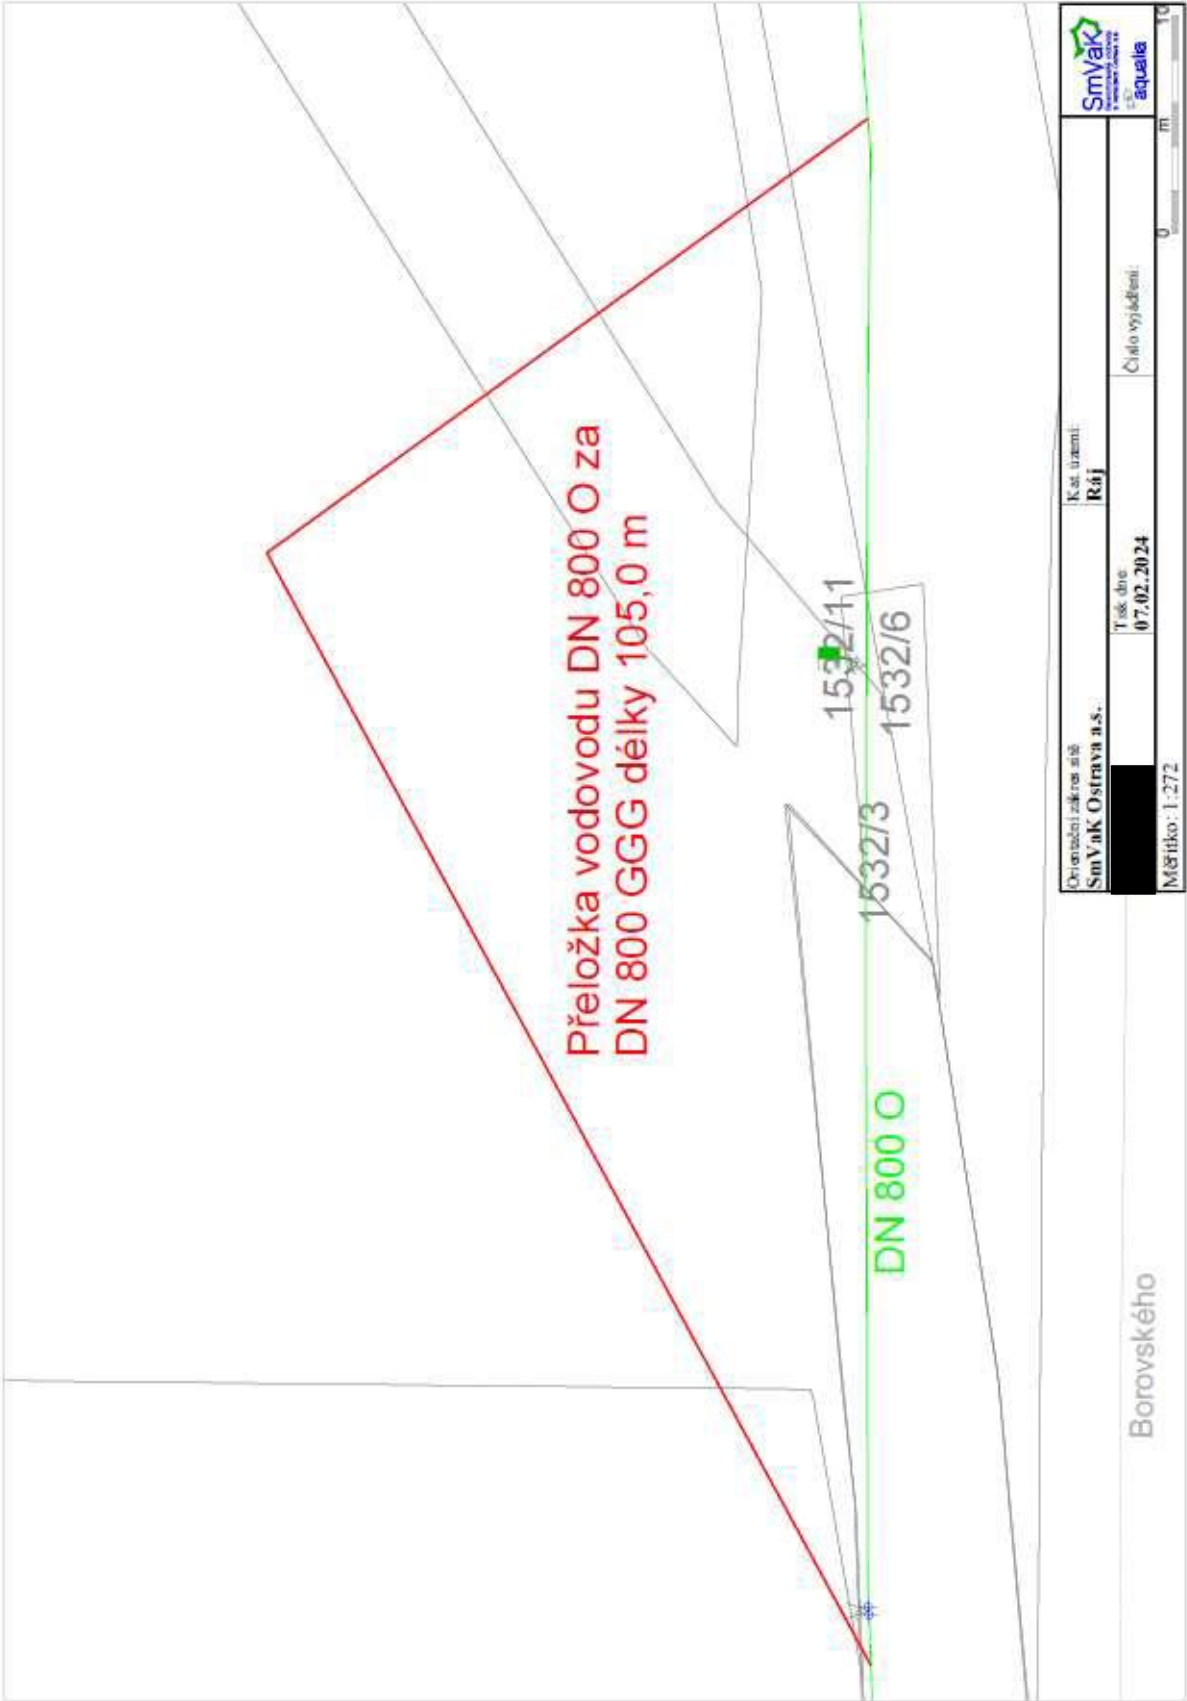 Přeložka vodovodu DN 800 O za
DN 800 GGG délky 105,0 m
1532/11
1532/6
1532/3
DN 800 O
Borovského
Orientační zákres sítě
SmVaK Ostrava a.s.
Kat. území:
Ráj
Tisk dne:
07.02.2024
Číslo vyjádření:
Měřítko: 1:272
0
m
10
SmVaK
aqualia